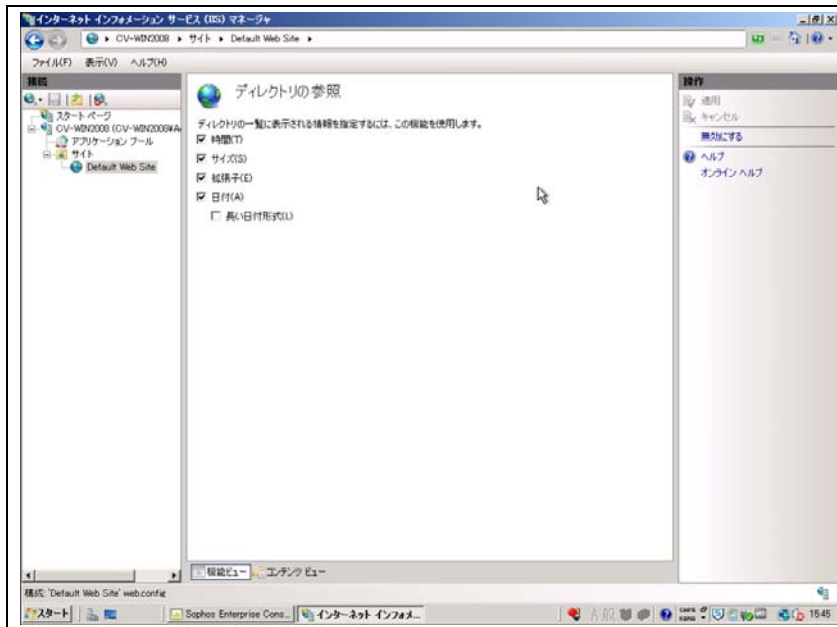 インターネット インフォメーション サービス (IIS) マネージャ
CV-WIN2008 サイト Default Web Site
ファイル(F) 表示(V) ヘルプ(H)
接続
スタート ページ
CV-WIN2008 (CV-WIN2008¥A
アプリケーション プール
サイト
Default Web Site
ディレクトリの参照
ディレクトリの一覧に表示される情報を指定するには、この機能を使用します。
時間(T)
サイズ(S)
拡張子(E)
日付(A)
長い日付形式(L)
機能ビュー コンテンツ ビュー
操作
適用
キャンセル
無効にする
ヘルプ
オンライン ヘルプ
構成: 'Default Web Site' web.config
スタート
Sophos Enterprise Cons...
インターネット インフォメ...
A 般
CAPS
KANA
15:45